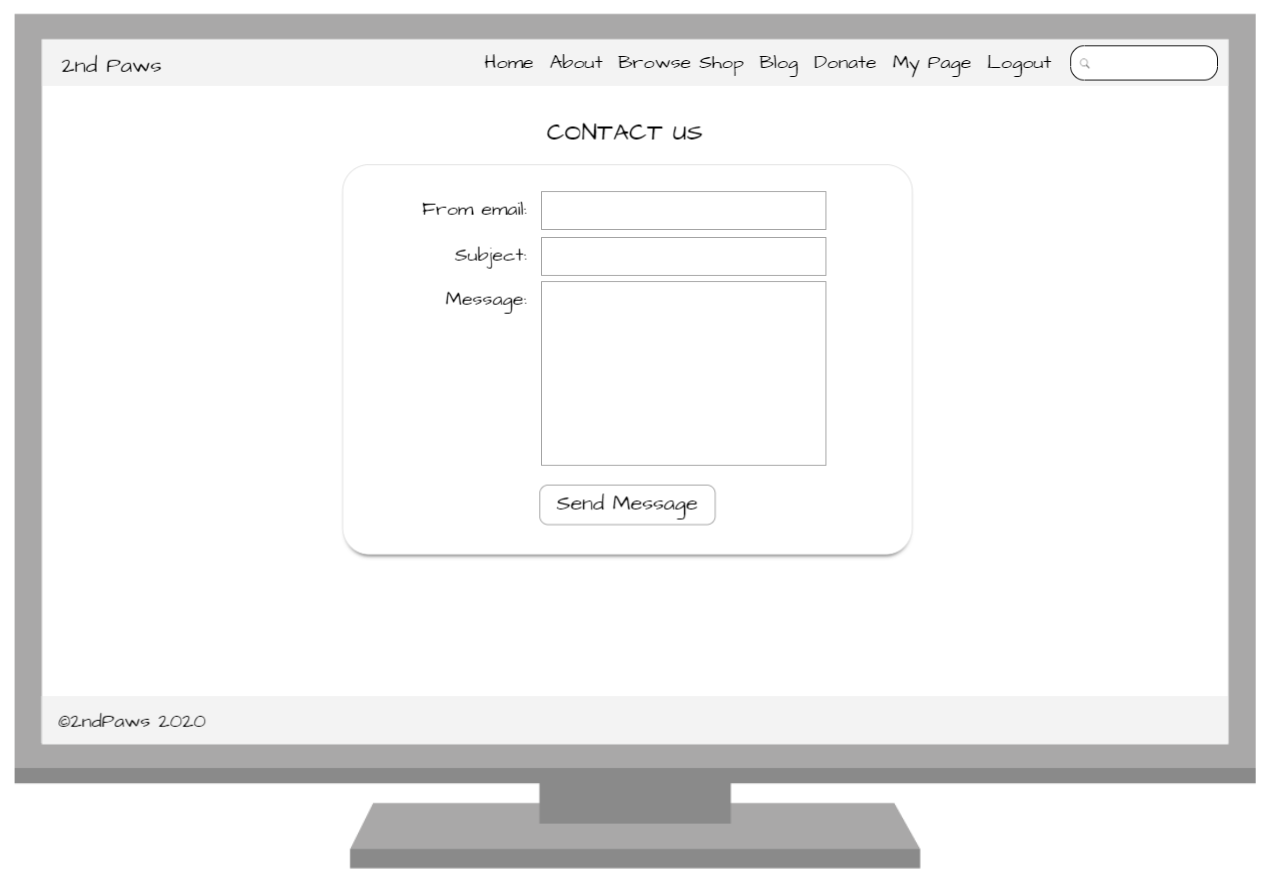 2nd Paws Home About Browse Shop Blog Donate My Page Logout
CONTACT US
From email:
Subject:
Message:
Send Message
©2ndPaws 2020